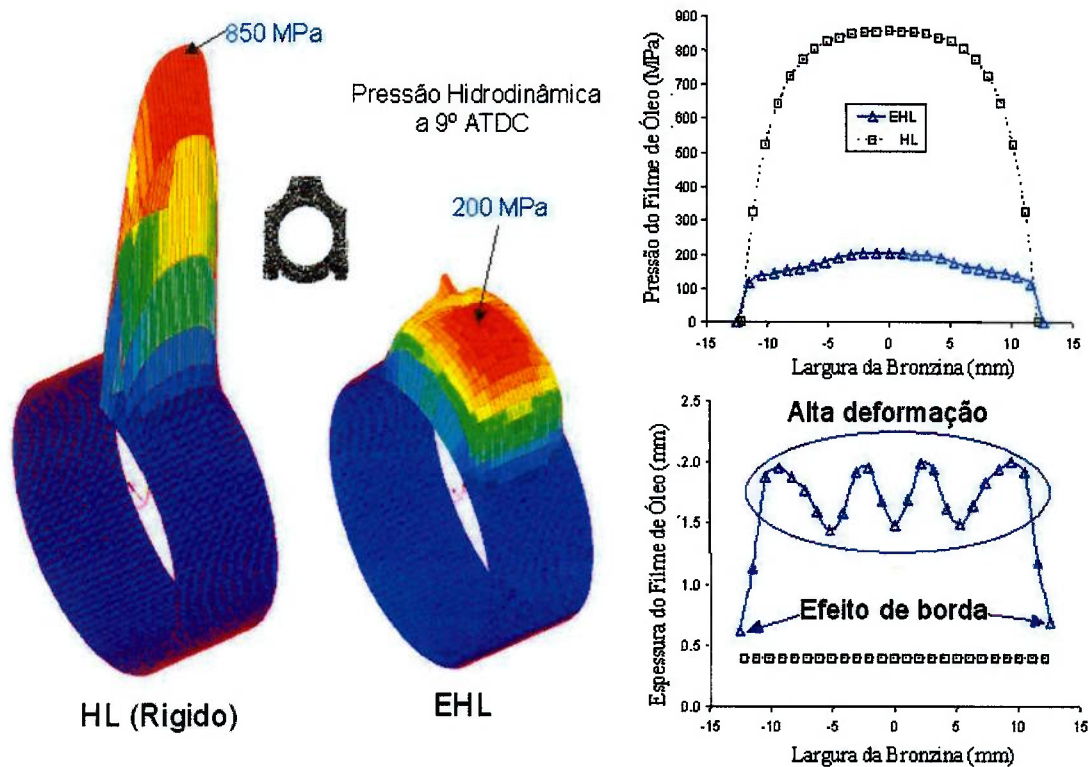 850 MPa
Pressão Hidrodinâmica
a 9º ATDC
200 MPa
HL (Rigido)
EHL
Pressão do Filme de Óleo (MPa)
900
800
700
600
500
400
300
200
100
0
EHL
HL
-15
-10
-5
0
5
10
15
Largura da Bronzina (mm)
Espessura do Filme de Óleo (mm)
2.5
2.0
1.5
1.0
0.5
0.0
Alta deformação
Efeito de borda
-15
-10
-5
0
5
10
15
Largura da Bronzina (mm)